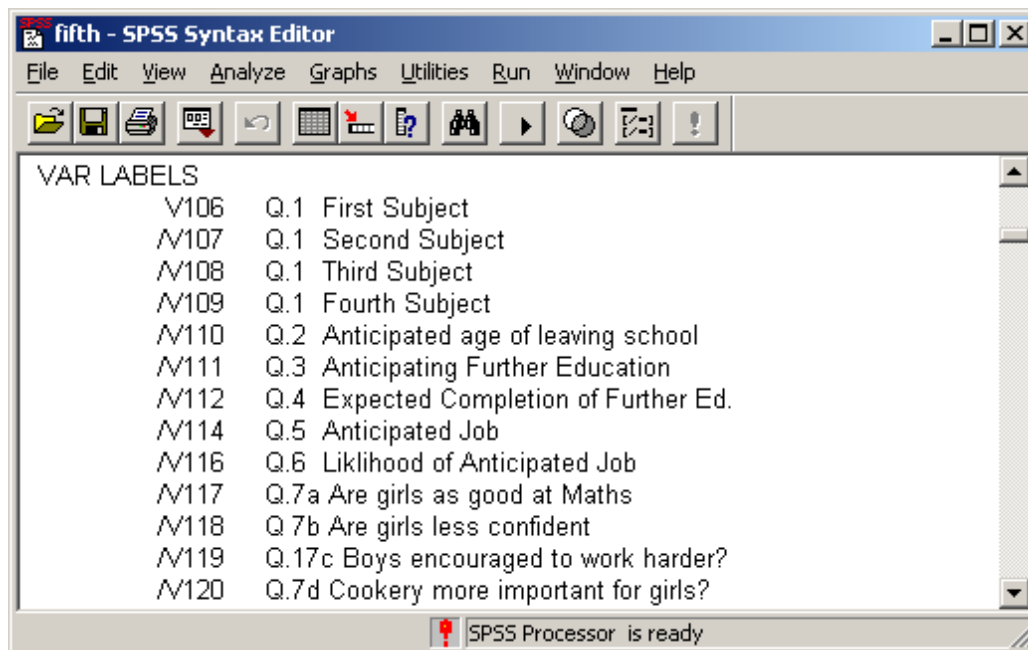 SPSS
fifth - SPSS Syntax Editor
File Edit View Analyze Graphs Utilities Run Window Help
VAR LABELS
V106 Q.1 First Subject
/V107 Q.1 Second Subject
/V108 Q.1 Third Subject
/V109 Q.1 Fourth Subject
/V110 Q.2 Anticipated age of leaving school
/V111 Q.3 Anticipating Further Education
/V112 Q.4 Expected Completion of Further Ed.
/V114 Q.5 Anticipated Job
/V116 Q.6 Liklihood of Anticipated Job
/V117 Q.7a Are girls as good at Maths
/V118 Q 7b Are girls less confident
/V119 Q.17c Boys encouraged to work harder?
/V120 Q.7d Cookery more important for girls?
SPSS Processor is ready